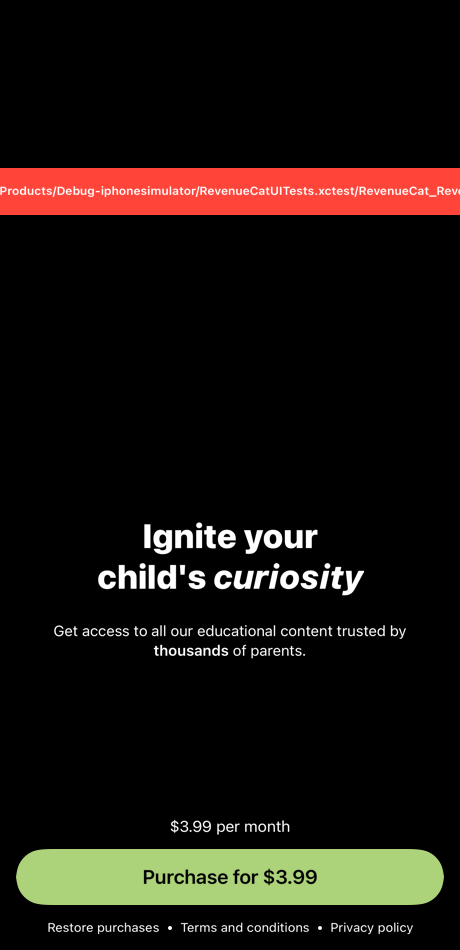 Products/Debug-iphonesimulator/RevenueCatUITests.xctest/RevenueCat_Reve
Ignite your
child's curiosity
Get access to all our educational content trusted by
thousands of parents.
$3.99 per month
Purchase for $3.99
Restore purchases • Terms and conditions • Privacy policy